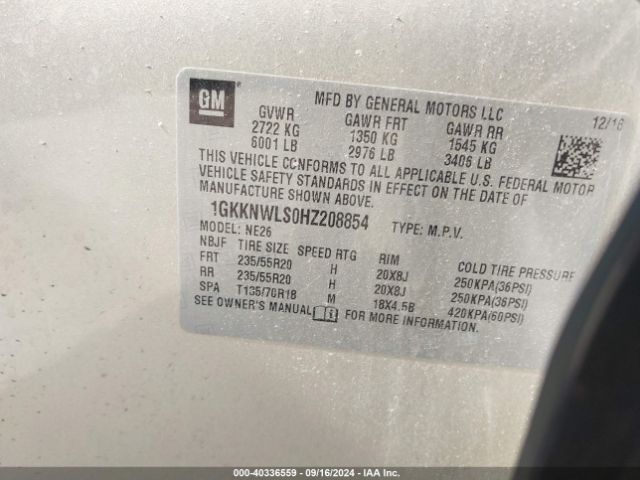 GM
MFD BY GENERAL MOTORS LLC
GVWR GAWR FRT GAWR RR 12/16
2722 KG 1350 KG 1545 KG
6001 LB 2976 LB 3406 LB
THIS VEHICLE CONFORMS TO ALL APPLICABLE U.S. FEDERAL MOTOR
VEHICLE SAFETY STANDARDS IN EFFECT ON THE DATE OF
MANUFACTURE SHOWN ABOVE.
1GKKNWLS0HZ208854 TYPE: M.P.V.
MODEL: NE26
NBJF TIRE SIZE SPEED RTG RIM COLD TIRE PRESSURE
FRT 235/55R20 H 20X8J 250KPA(36PSI)
RR 235/55R20 H 20X8J 250KPA(36PSI)
SPA T135/70R18 M 18X4.5B 420KPA(60PSI)
SEE OWNER'S MANUAL FOR MORE INFORMATION.
000-40336559 - 09/16/2024 - IAA Inc.